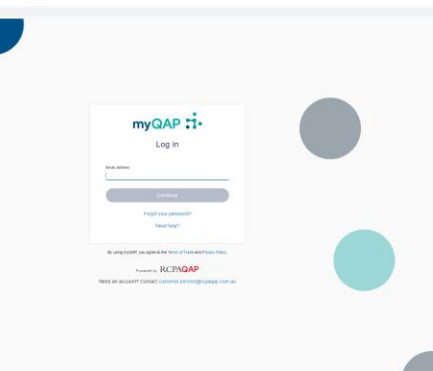 myQAP
Log in
Email address
Continue
Forgot your password?
Need help?
By using myQAP, you agree to the Terms of Trade and Privacy Policy.
Powered by RCPAQAP
Need an account? Contact customer.service@rcpaqap.com.au